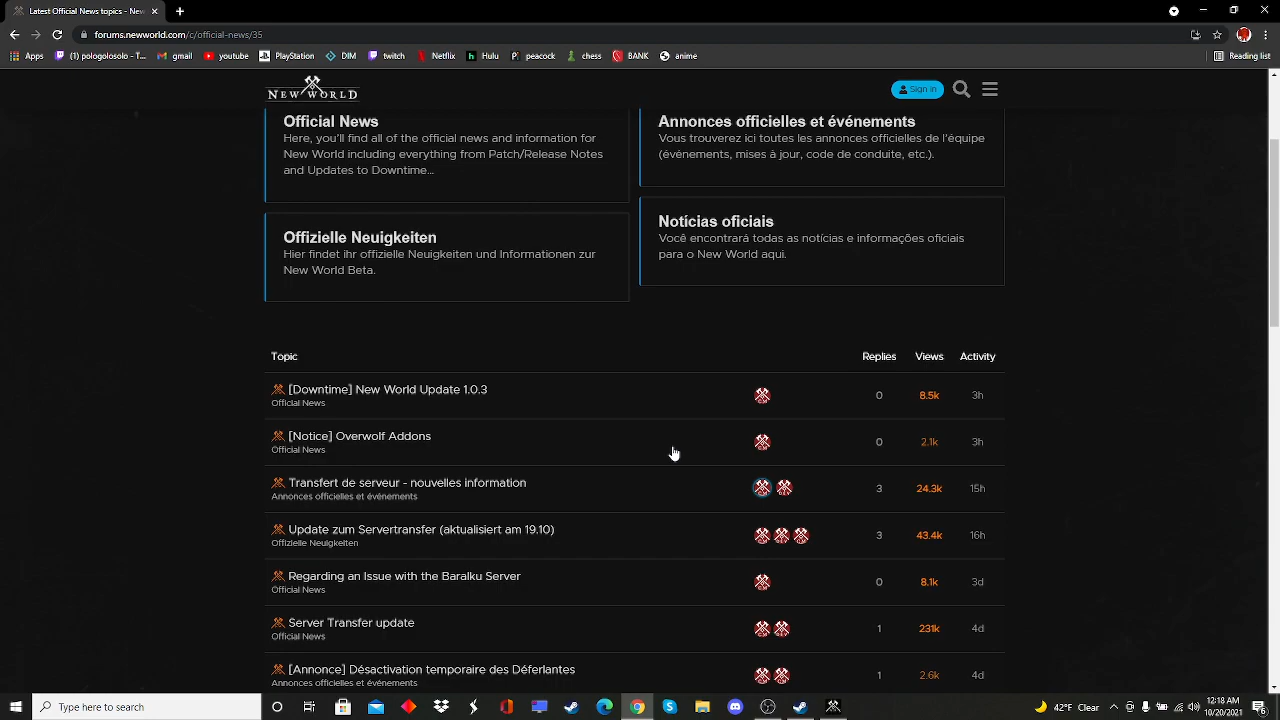 Latest Official News topics - New
forums.newworld.com/c/official-news/35
Apps
(2) pologopolsolo - T...
gmail
youtube
PlayStation
DIM
twitch
Netflix
Hulu
peacock
chess
BANK
anime
Reading list
NEW WORLD
Sign in
Official News
Here, you'll find all of the official news and information for
New World including everything from Patch/Release Notes
and Updates to Downtime...
Annonces officielles et événements
Vous trouverez ici toutes les annonces officielles de l'équipe
(événements, mises à jour, code de conduite, etc.).
Offizielle Neuigkeiten
Hier findet ihr offizielle Neuigkeiten und Informationen zur
New World Beta.
Notícias oficiais
Você encontrará todas as notícias e informações oficiais
para o New World aqui.
Topic Replies Views Activity
[Downtime] New World Update 1.0.3 0 8.5k 3h
Official News
[Notice] Overwolf Addons 0 2.1k 3h
Official News
Transfert de serveur - nouvelles information 3 24.3k 15h
Annonces officielles et événements
Update zum Servertransfer (aktualisiert am 19.10) 3 43.4k 16h
Offizielle Neuigkeiten
Regarding an Issue with the Baralku Server 0 8.1k 3d
Official News
Server Transfer update 1 231k 4d
Official News
[Annonce] Désactivation temporaire des Déferlantes 1 2.6k 4d
Annonces officielles et événements
Type here to search
42°F Clear
12:18 AM
10/20/2021